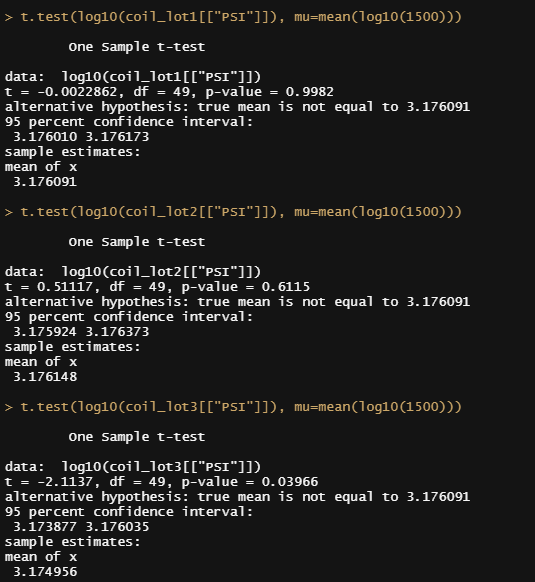 > t.test(log10(coil_lot1[["PSI"]]), mu=mean(log10(1500)))
One Sample t-test
data:  log10(coil_lot1[["PSI"]])
t = -0.0022862, df = 49, p-value = 0.9982
alternative hypothesis: true mean is not equal to 3.176091
95 percent confidence interval:
3.176010 3.176173
sample estimates:
mean of x
3.176091
> t.test(log10(coil_lot2[["PSI"]]), mu=mean(log10(1500)))
One Sample t-test
data:  log10(coil_lot2[["PSI"]])
t = 0.51117, df = 49, p-value = 0.6115
alternative hypothesis: true mean is not equal to 3.176091
95 percent confidence interval:
3.175924 3.176373
sample estimates:
mean of x
3.176148
> t.test(log10(coil_lot3[["PSI"]]), mu=mean(log10(1500)))
One Sample t-test
data:  log10(coil_lot3[["PSI"]])
t = -2.1137, df = 49, p-value = 0.03966
alternative hypothesis: true mean is not equal to 3.176091
95 percent confidence interval:
3.173877 3.176035
sample estimates:
mean of x
3.174956